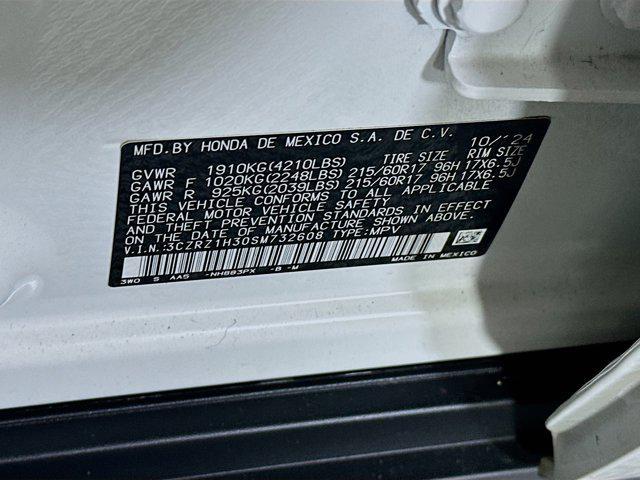 MFD.BY HONDA DE MEXICO S.A. DE C.V. 10/'24
GVWR 1910KG(4210LBS) TIRE SIZE RIM SIZE
GAWR F 1020KG(2248LBS) 215/60R17 96H 17X6.5J
GAWR R 925KG(2039LBS) 215/60R17 96H 17X6.5J
THIS VEHICLE CONFORMS TO ALL APPLICABLE
FEDERAL MOTOR VEHICLE SAFETY, BUMPER,
AND THEFT PREVENTION STANDARDS IN EFFECT
ON THE DATE OF MANUFACTURE SHOWN ABOVE.
V.I.N.:3CZRZ1H30SM732608 TYPE:MPV
3W0 S AA5 -NH883PX -B -M MADE IN MEXICO